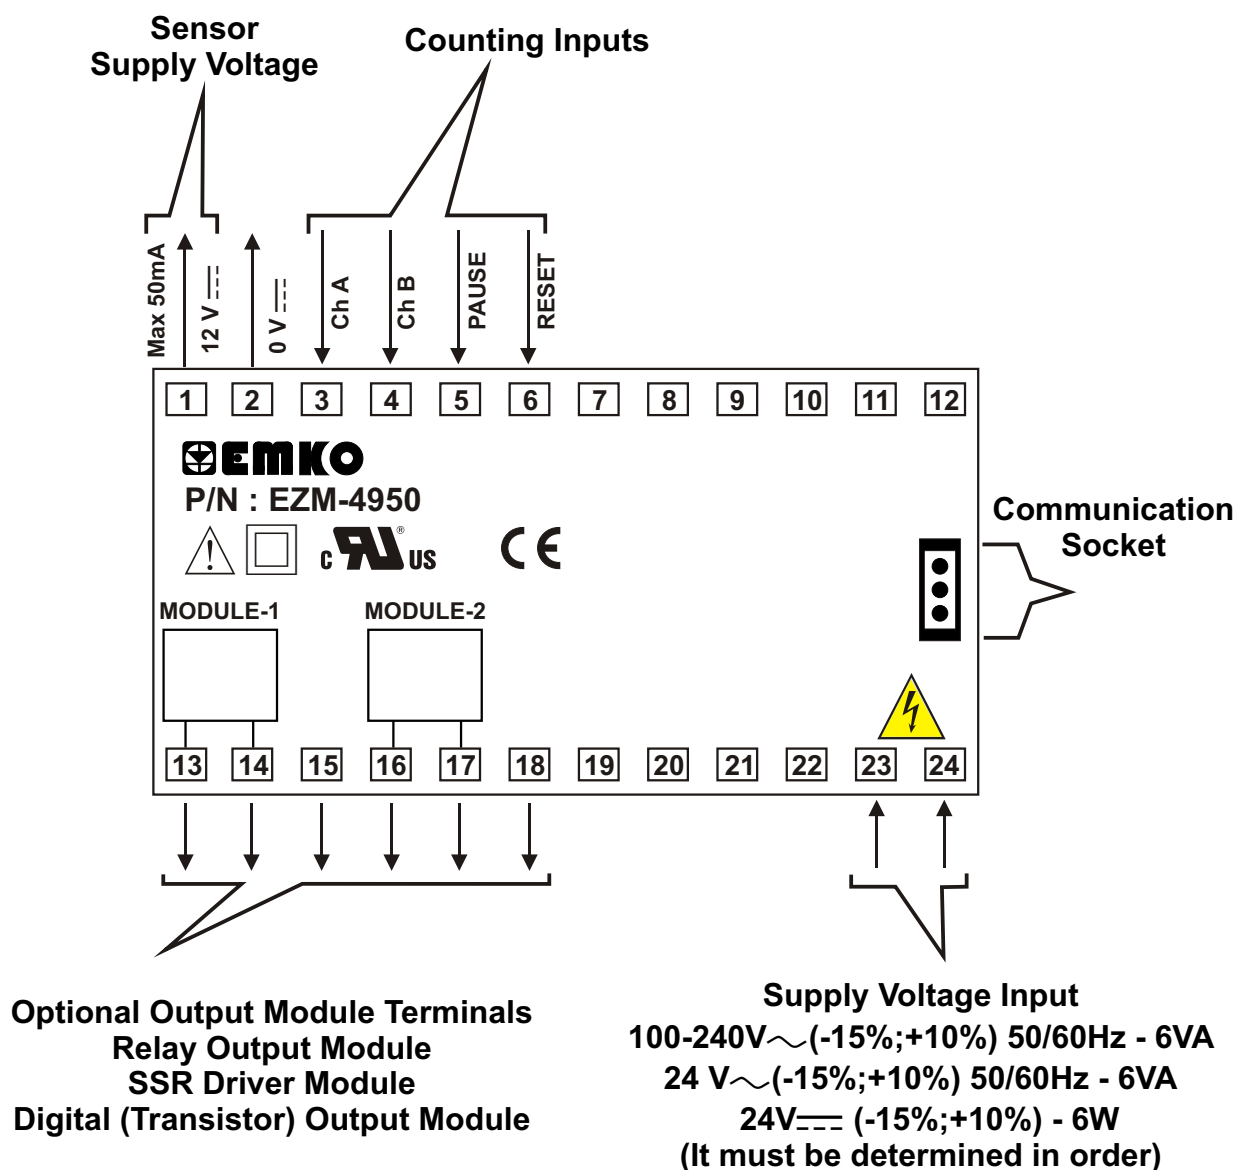 Sensor
Supply Voltage
Counting Inputs
Max 50mA
12 V
0 V
Ch A
Ch B
PAUSE
RESET
1 2 3 4 5 6 7 8 9 10 11 12
EMKO
P/N : EZM-4950
c RU ® US CE
Communication
Socket
MODULE-1 MODULE-2
13 14 15 16 17 18 19 20 21 22 23 24
Optional Output Module Terminals
Relay Output Module
SSR Driver Module
Digital (Transistor) Output Module
Supply Voltage Input
100-240V~(-15%;+10%) 50/60Hz - 6VA
24 V~(-15%;+10%) 50/60Hz - 6VA
24V⎓ (-15%;+10%) - 6W
(It must be determined in order)